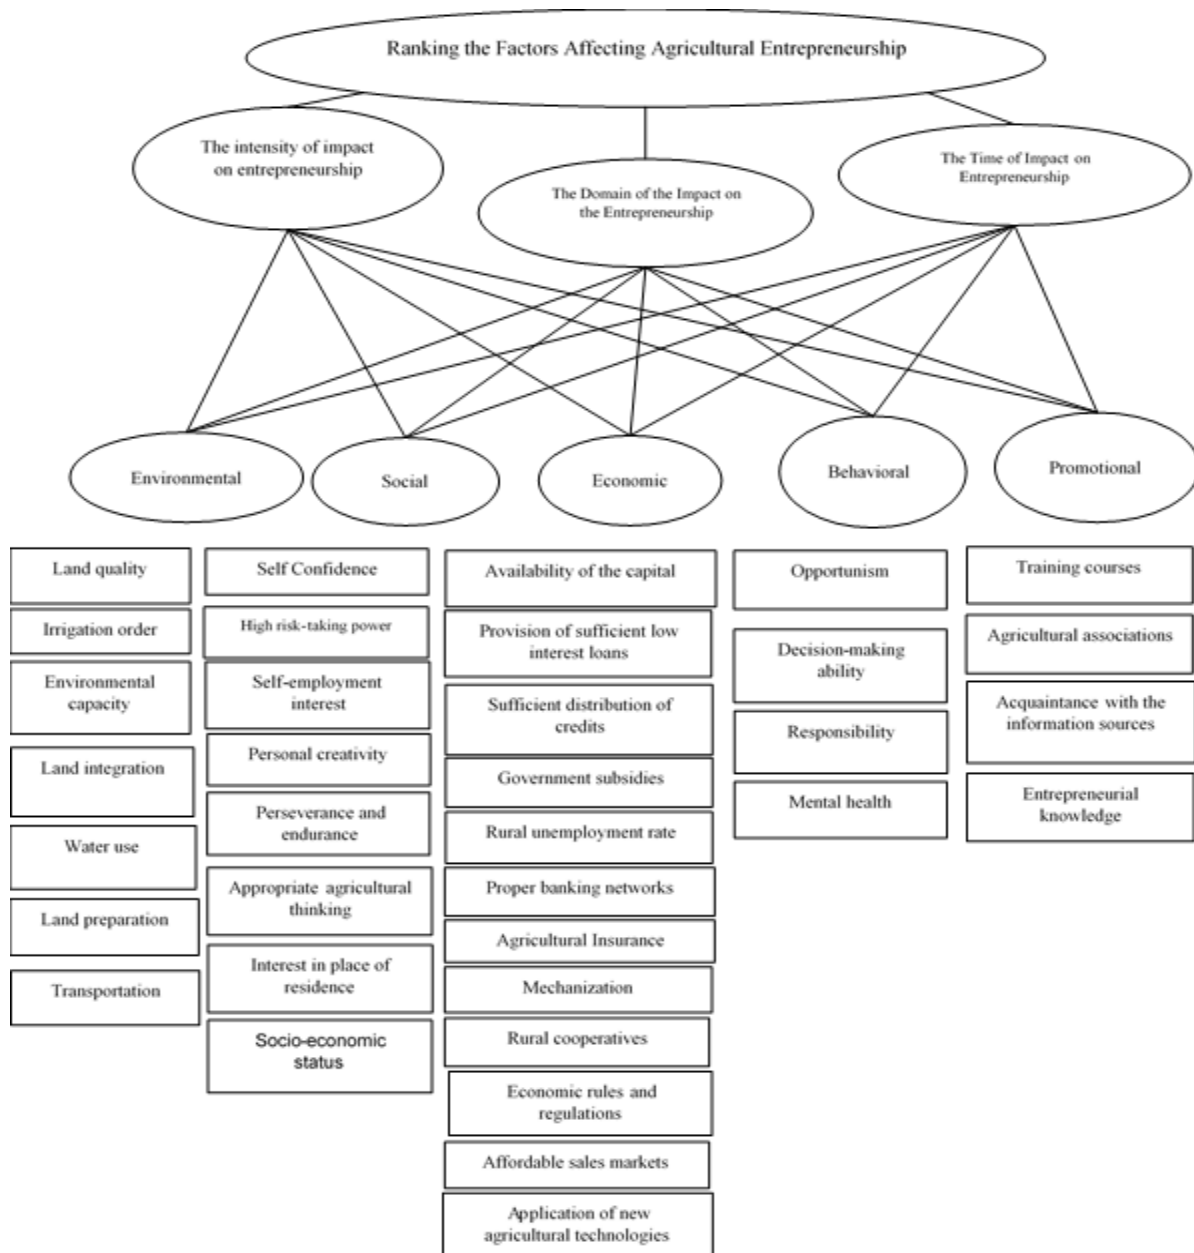 Ranking the Factors Affecting Agricultural Entrepreneurship
The intensity of impact
on entrepreneurship
The Domain of the Impact on
the Entrepreneurship
The Time of Impact on
Entrepreneurship
Environmental
Social
Economic
Behavioral
Promotional
Land quality
Irrigation order
Environmental
capacity
Land integration
Water use
Land preparation
Transportation
Self Confidence
High risk-taking power
Self-employment
interest
Personal creativity
Perseverance and
endurance
Appropriate agricultural
thinking
Interest in place of
residence
Socio-economic
status
Availability of the capital
Provision of sufficient low
interest loans
Sufficient distribution of
credits
Government subsidies
Rural unemployment rate
Proper banking networks
Agricultural Insurance
Mechanization
Rural cooperatives
Economic rules and
regulations
Affordable sales markets
Application of new
agricultural technologies
Opportunism
Decision-making
ability
Responsibility
Mental health
Training courses
Agricultural associations
Acquaintance with the
information sources
Entrepreneurial
knowledge